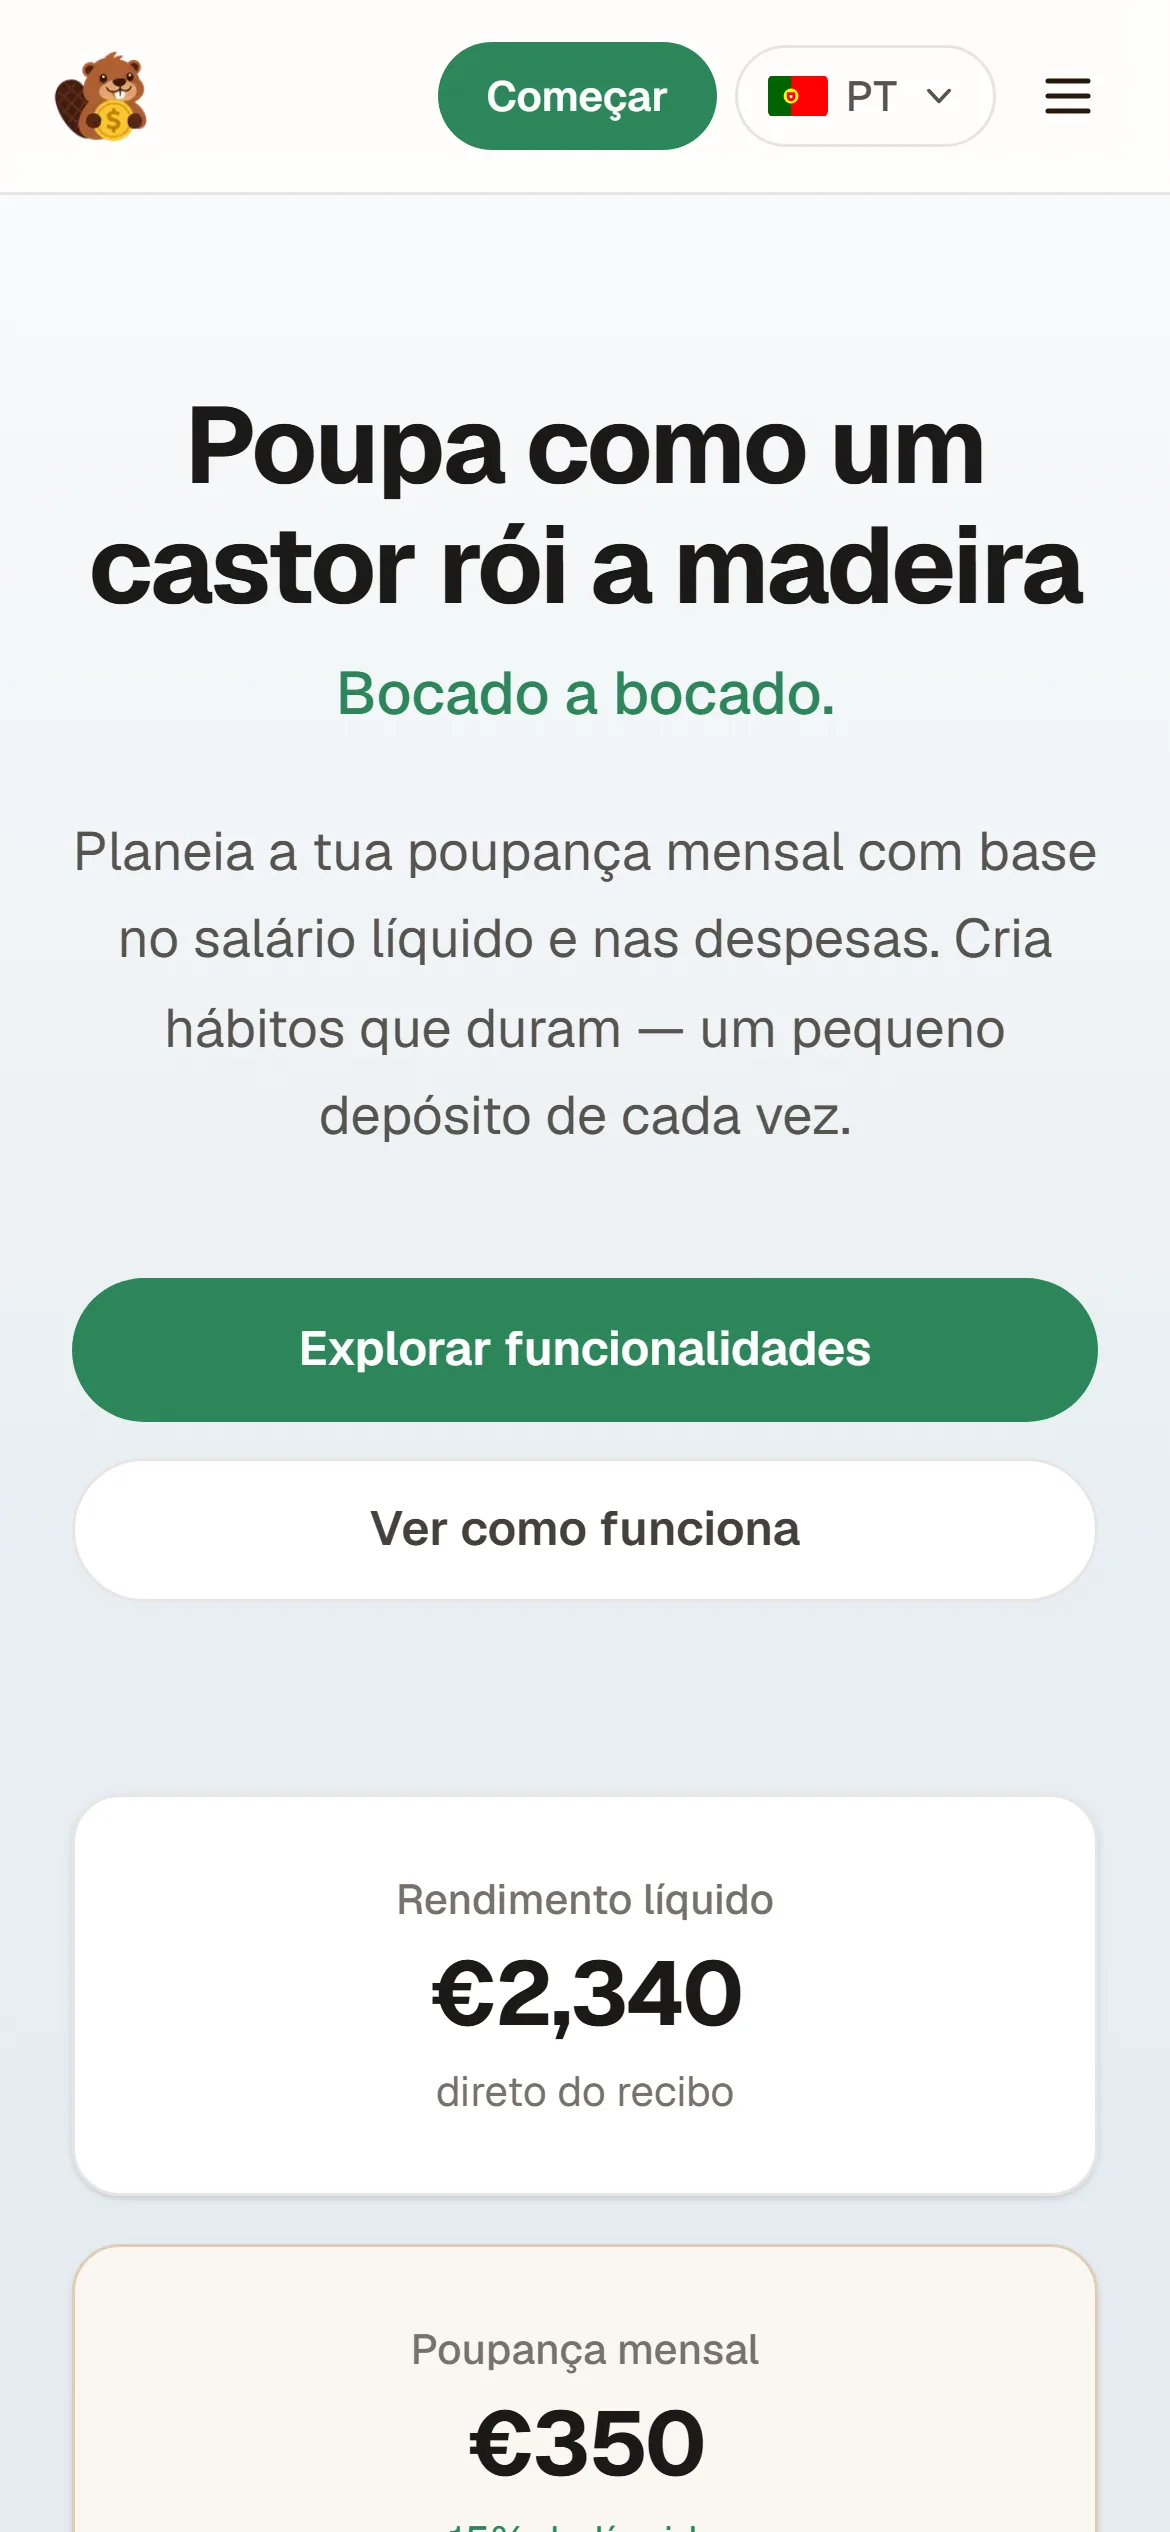 Começar
PT
Poupa como um
castor rói a madeira
Bocado a bocado.
Planeia a tua poupança mensal com base
no salário líquido e nas despesas. Cria
hábitos que duram — um pequeno
depósito de cada vez.
Explorar funcionalidades
Ver como funciona
Rendimento líquido
€2,340
direto do recibo
Poupança mensal
€350